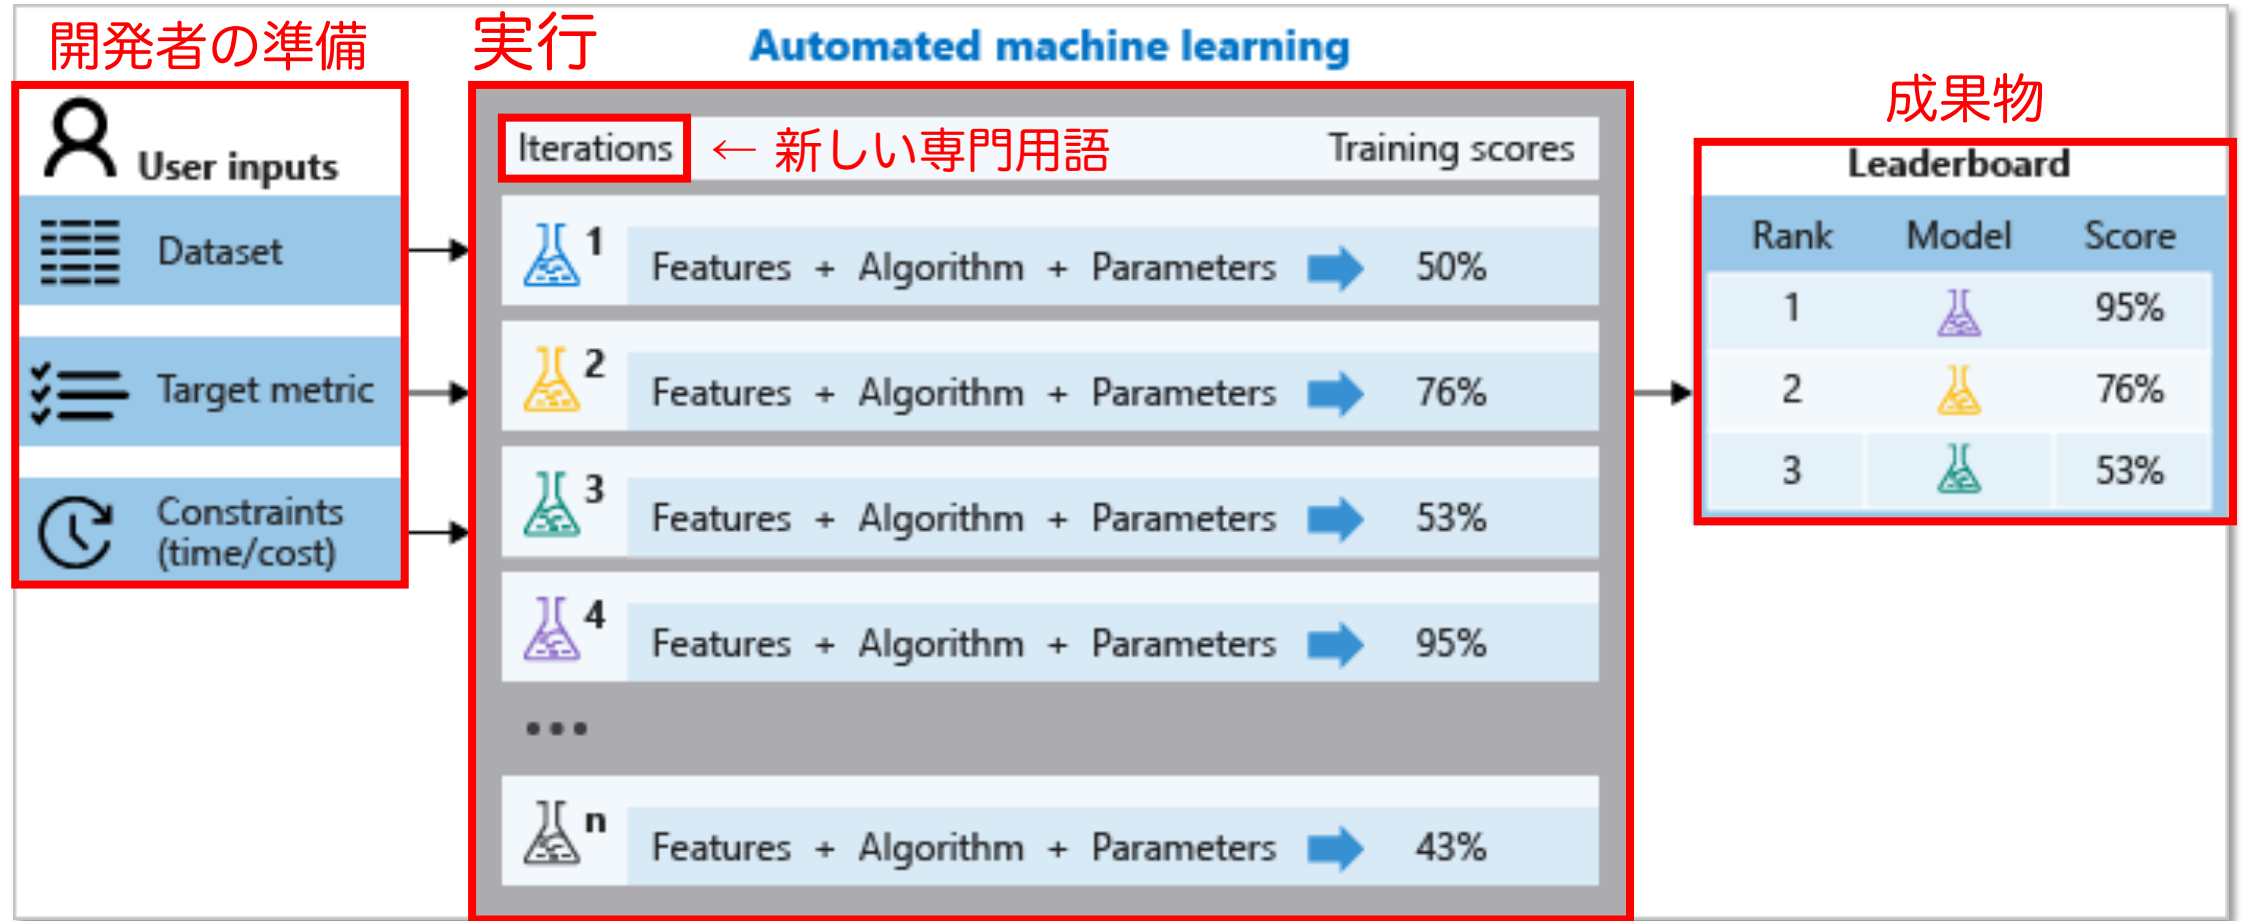 開発者の準備
実行
Automated machine learning
成果物
User inputs
Dataset
Target metric
Constraints
(time/cost)
Iterations ← 新しい専門用語 Training scores
1 Features + Algorithm + Parameters 50%
2 Features + Algorithm + Parameters 76%
3 Features + Algorithm + Parameters 53%
4 Features + Algorithm + Parameters 95%
...
n Features + Algorithm + Parameters 43%
Leaderboard
Rank Model Score
1 95%
2 76%
3 53%